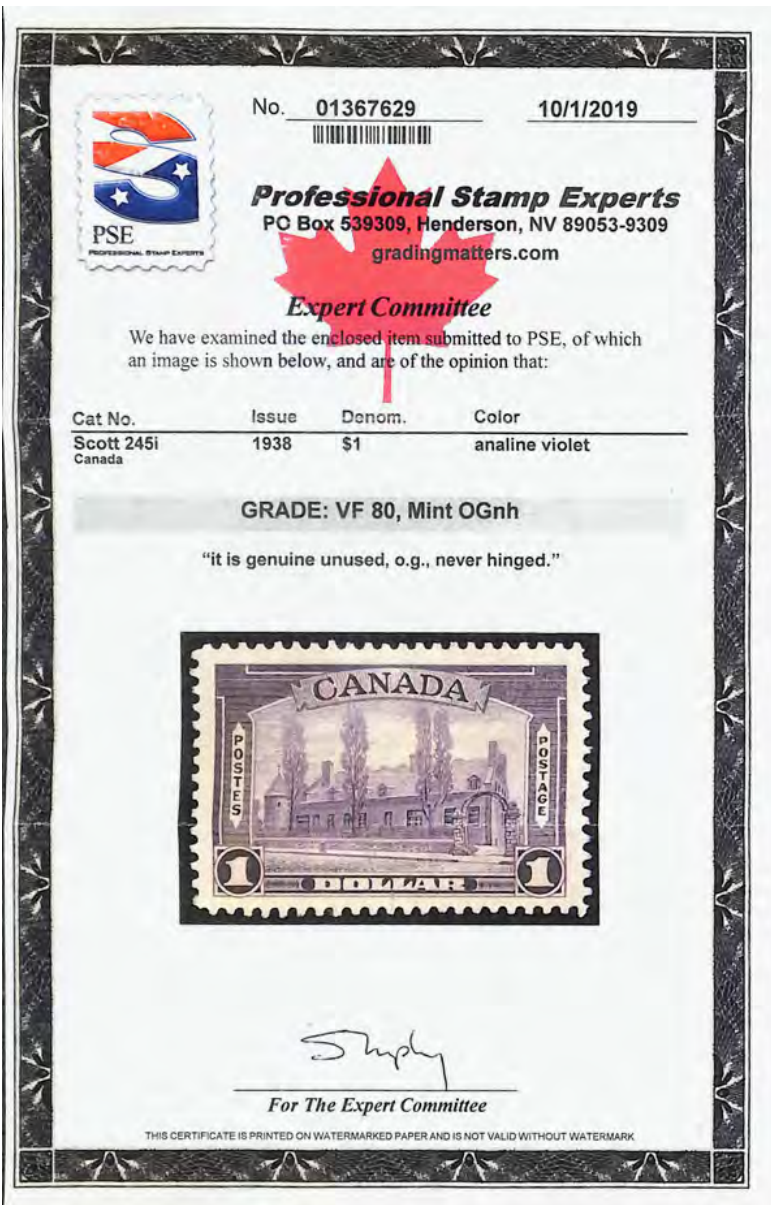 No. 01367629 10/1/2019
PSE
PROFESSIONAL STAMP EXPERTS
Professional Stamp Experts
PO Box 539309, Henderson, NV 89053-9309
gradingmatters.com
Expert Committee
We have examined the enclosed item submitted to PSE, of which
an image is shown below, and are of the opinion that:
Cat No. Issue Denom. Color
Scott 245i 1938 $1 analine violet
Canada
GRADE: VF 80, Mint OGnh
“it is genuine unused, o.g., never hinged.”
CANADA
POSTES
POSTAGE
1 DOLLAR 1
For The Expert Committee
THIS CERTIFICATE IS PRINTED ON WATERMARKED PAPER AND IS NOT VALID WITHOUT WATERMARK